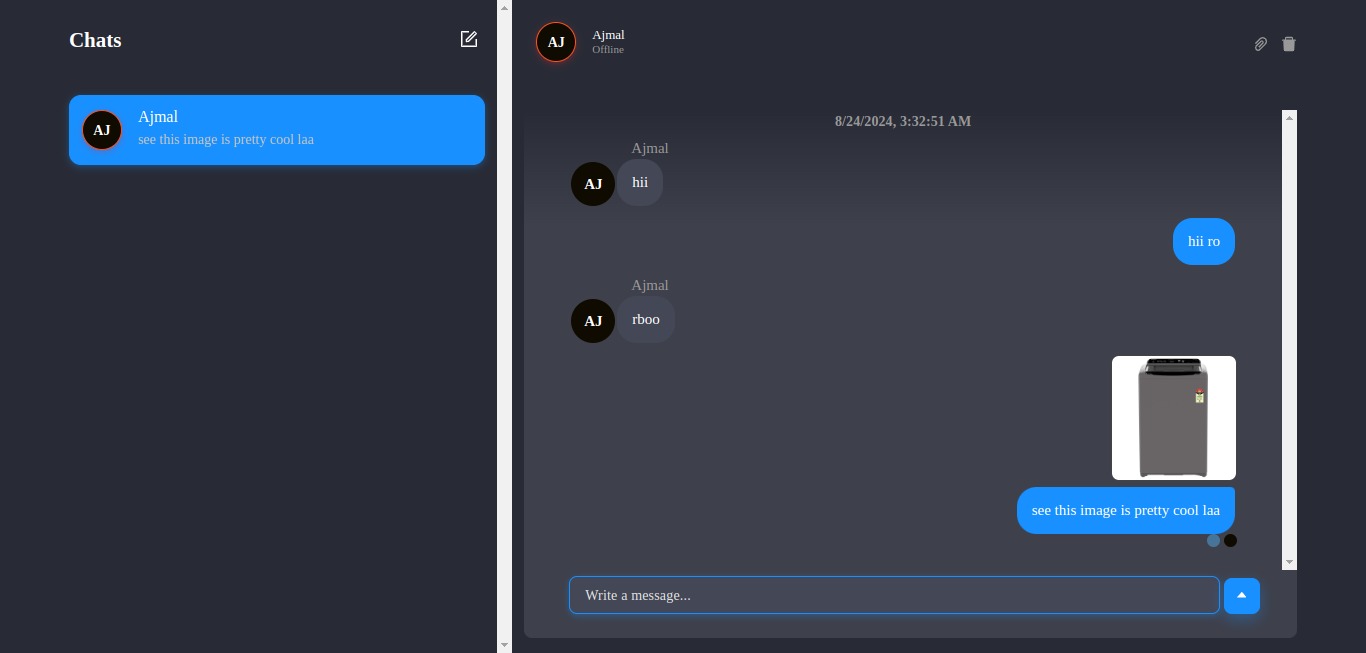 Chats
AJ
Ajmal
see this image is pretty cool laa
AJ
Ajmal
Offline
8/24/2024, 3:32:51 AM
Ajmal
AJ
hii
hii ro
Ajmal
AJ
rboo
see this image is pretty cool laa
Write a message...